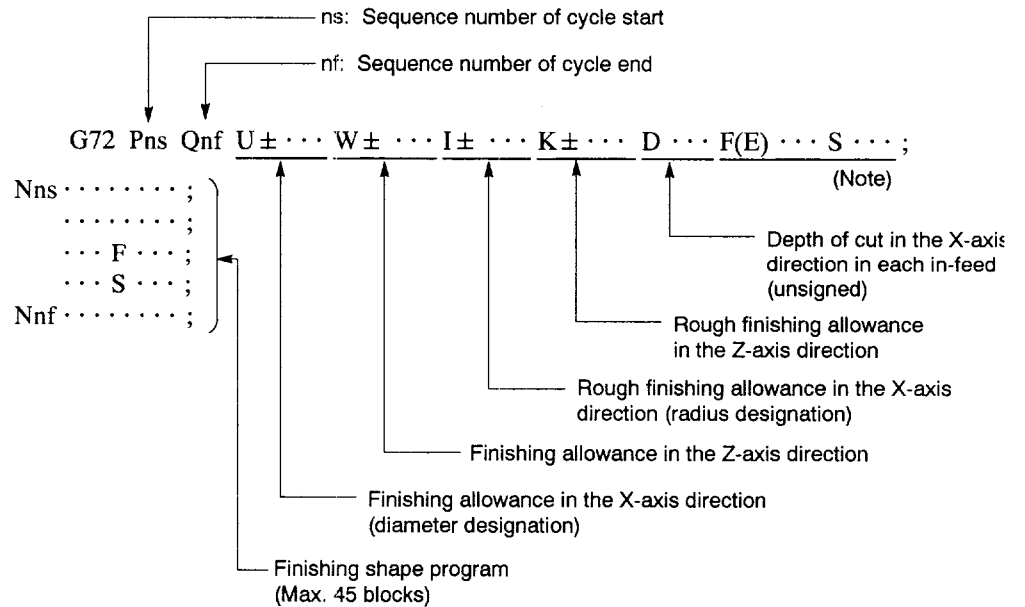 ns: Sequence number of cycle start
nf: Sequence number of cycle end
G72 Pns Qnf U ± · · · W ± · · · I ± · · · K ± · · · D · · · F(E) · · · S · · · ;
(Note)
Nns · · · · · · · · ;
· · · · · · · · ;
· · · F · · · ;
· · · S · · · ;
Nnf · · · · · · · · ;
Depth of cut in the X-axis
direction in each in-feed
(unsigned)
Rough finishing allowance
in the Z-axis direction
Rough finishing allowance in the X-axis
direction (radius designation)
Finishing allowance in the Z-axis direction
Finishing allowance in the X-axis direction
(diameter designation)
Finishing shape program
(Max. 45 blocks)